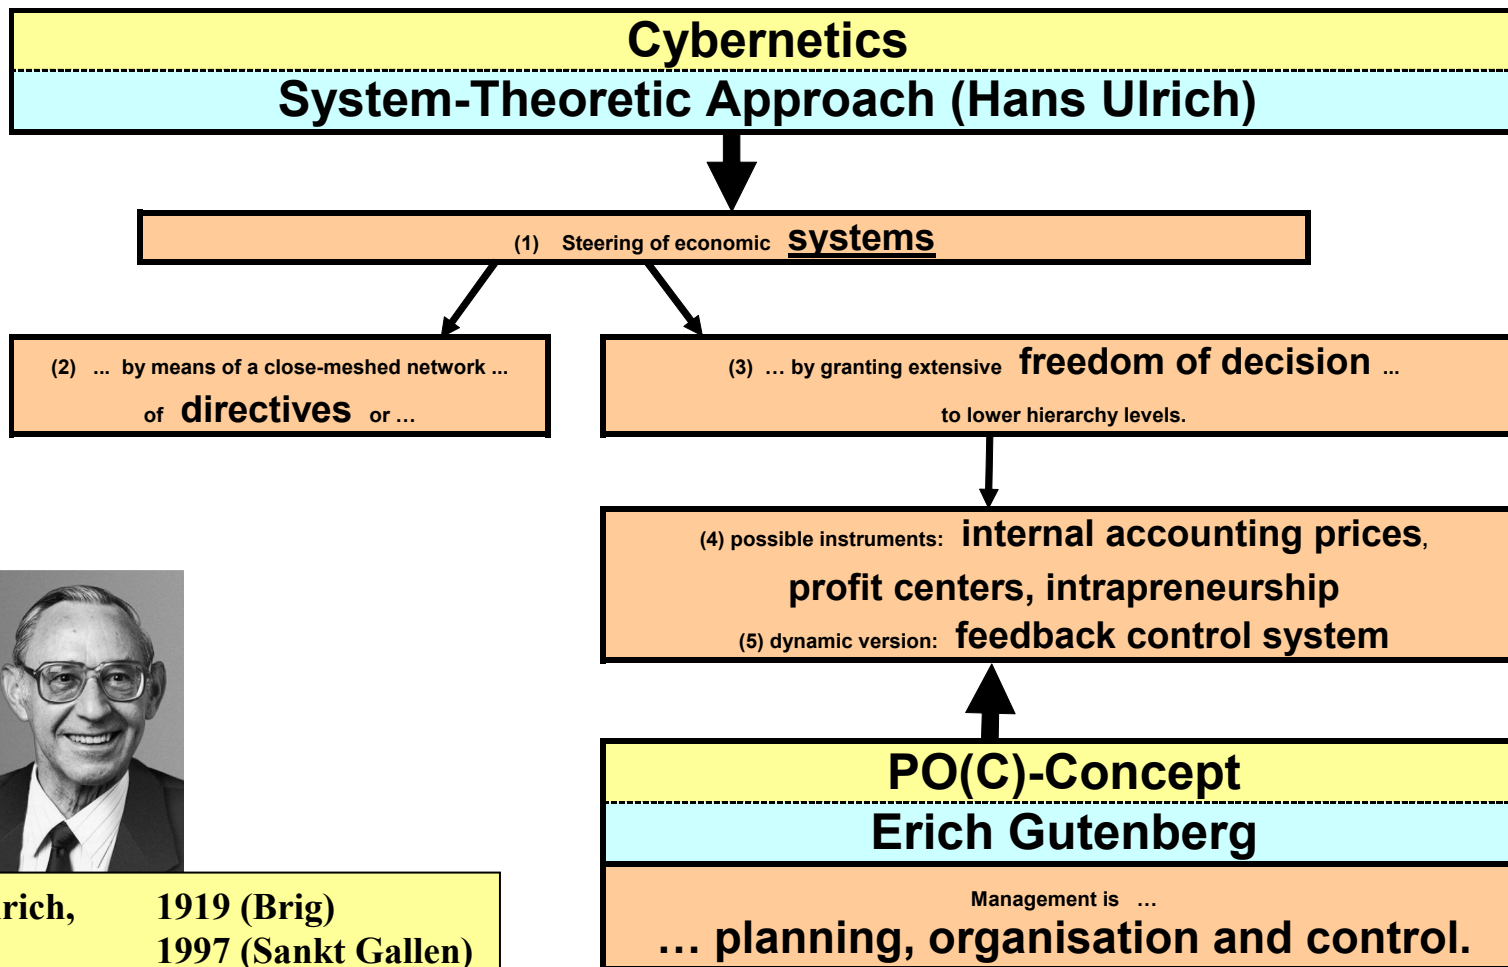 Cybernetics
System-Theoretic Approach (Hans Ulrich)
(1) Steering of economic systems
(2) ... by means of a close-meshed network ...
of directives or ...
(3) ... by granting extensive freedom of decision ...
to lower hierarchy levels.
(4) possible instruments: internal accounting prices,
profit centers, intrapreneurship
(5) dynamic version: feedback control system
PO(C)-Concept
Erich Gutenberg
Management is ...
... planning, organisation and control.
rich, 1919 (Brig)
1997 (Sankt Gallen)